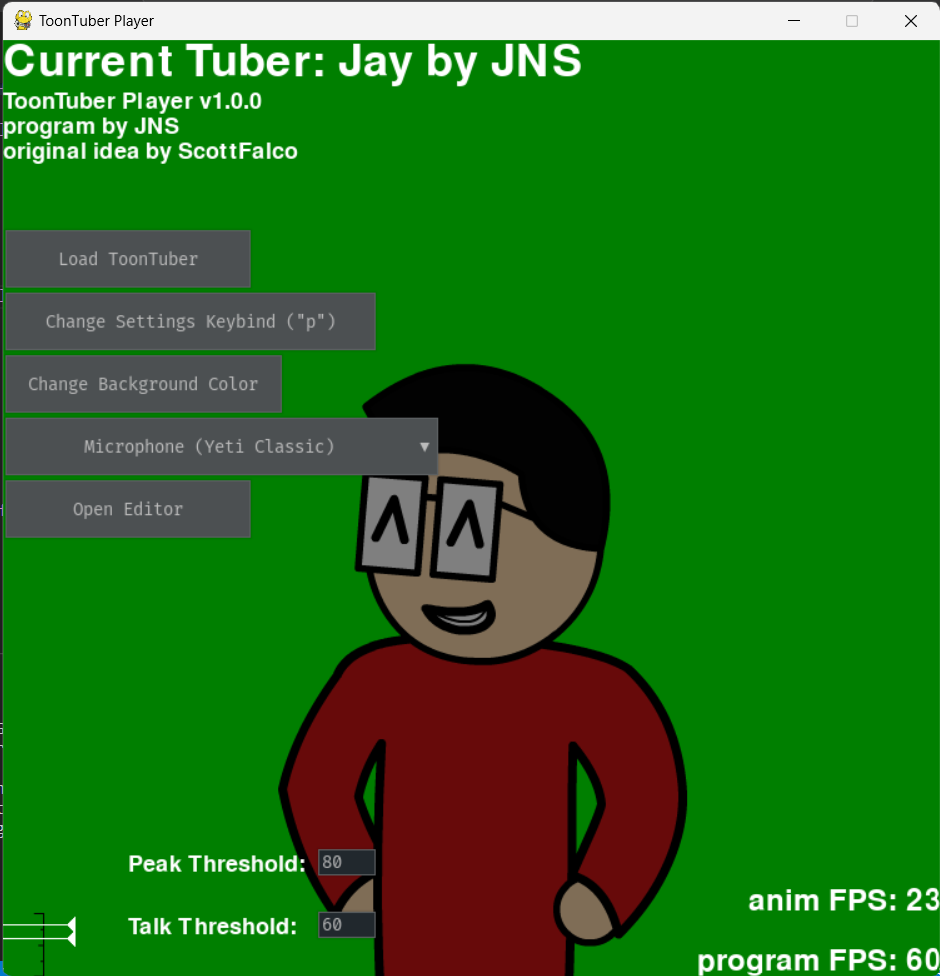 ToonTuber Player
Current Tuber: Jay by JNS
ToonTuber Player v1.0.0
program by JNS
original idea by ScottFalco
Load ToonTuber
Change Settings Keybind ("p")
Change Background Color
Microphone (Yeti Classic) ▼
Open Editor
Peak Threshold: 80
Talk Threshold: 60
anim FPS: 23
program FPS: 60